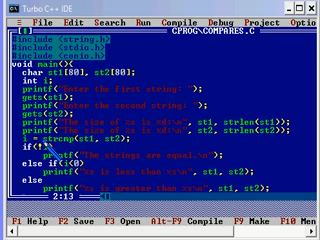 Turbo C++ IDE
≡ File Edit Search Run Compile Debug Project Optio
[■] CPROG\COMPARES.C
#include <string.h>
#include <stdio.h>
#include <conio.h>
void main(){
char st1[80], st2[80];
int i;
printf("Enter the first string: ");
gets(st1);
printf("Enter the second string: ");
gets(st2);
printf("The size of %s is %d:\n", st1, strlen(st1));
printf("The size of %s is %d:\n", st2, strlen(st2));
i = strcmp(st1, st2);
if(!
printf("The strings are equal.\n");
else if(i<0)
printf("%s is less than %s\n", st1, st2);
else
printf("%s is greater than %s\n", st1, st2);
2:13
F1 Help F2 Save F3 Open Alt-F9 Compile F9 Make F10 Men